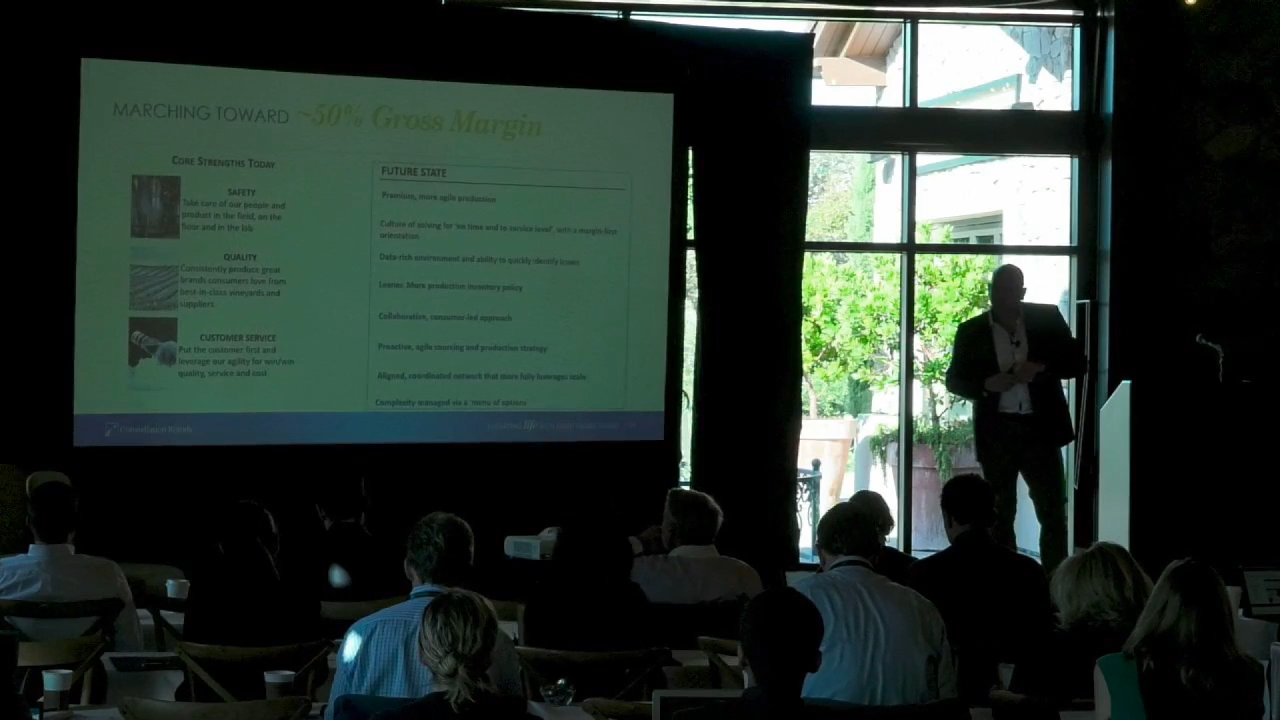 MARCHING TOWARD ~50% Gross Margin
CORE STRENGTHS TODAY
SAFETY
Take care of our people and
product in the field, on the
floor and in the lab
QUALITY
Consistently produce great
brands consumers love from
best-in-class vineyards and
suppliers
CUSTOMER SERVICE
Put the customer first and
leverage our agility for win/win
quality, service and cost
FUTURE STATE
Premium, more agile production
Culture of solving for 'on time and to service level', with a margin-first
orientation
Data-rich environment and ability to quickly identify issues
Leaner. More productive inventory policy
Collaborative, consumer-led approach
Proactive, agile sourcing and production strategy
Aligned, coordinated network that more fully leverages scale
Complexity managed via a 'menu of options'
Constellation Brands